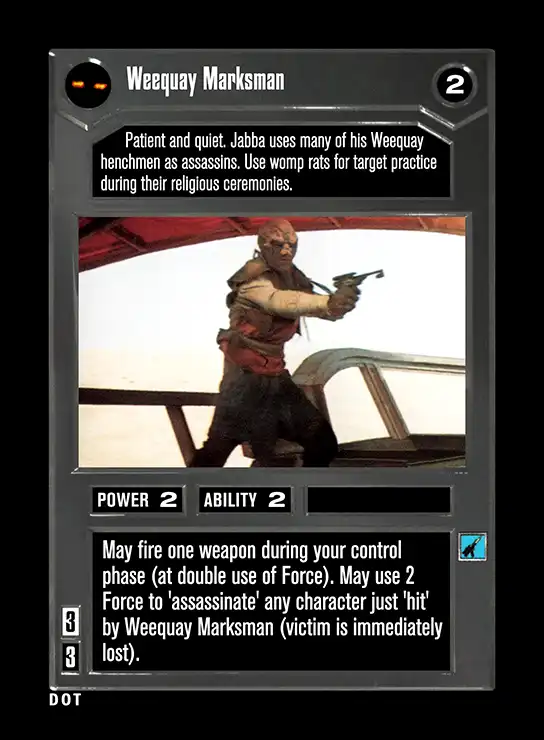 Weequay Marksman
2
Patient and quiet. Jabba uses many of his Weequay
henchmen as assassins. Use womp rats for target practice
during their religious ceremonies.
POWER 2 ABILITY 2
May fire one weapon during your control
phase (at double use of Force). May use 2
Force to 'assassinate' any character just 'hit'
by Weequay Marksman (victim is immediately
lost).
3
3
DOT